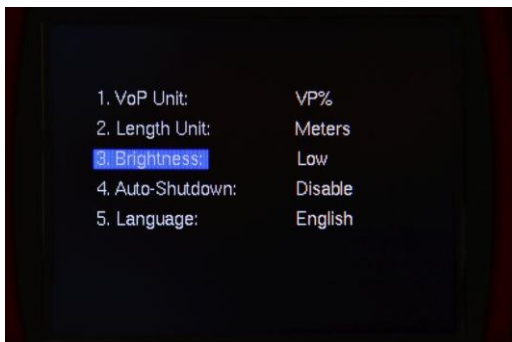 1. VoP Unit: VP%
2. Length Unit: Meters
3. Brightness: Low
4. Auto-Shutdown: Disable
5. Language: English